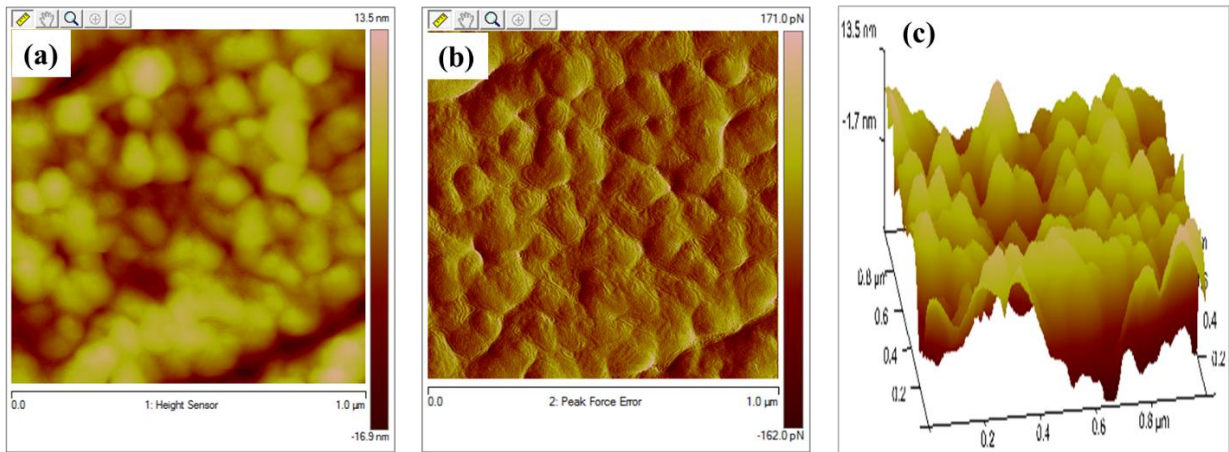 (a)
13.5 nm
0.0
1: Height Sensor
1.0 µm
-16.9 nm
(b)
171.0 pN
0.0
2: Peak Force Error
1.0 µm
-162.0 pN
(c)
13.5 nm
-1.7 nm
0.8 µm
0.6
0.4
0.2
0.2
0.4
0.6
0.8 µm
0.2
0.4